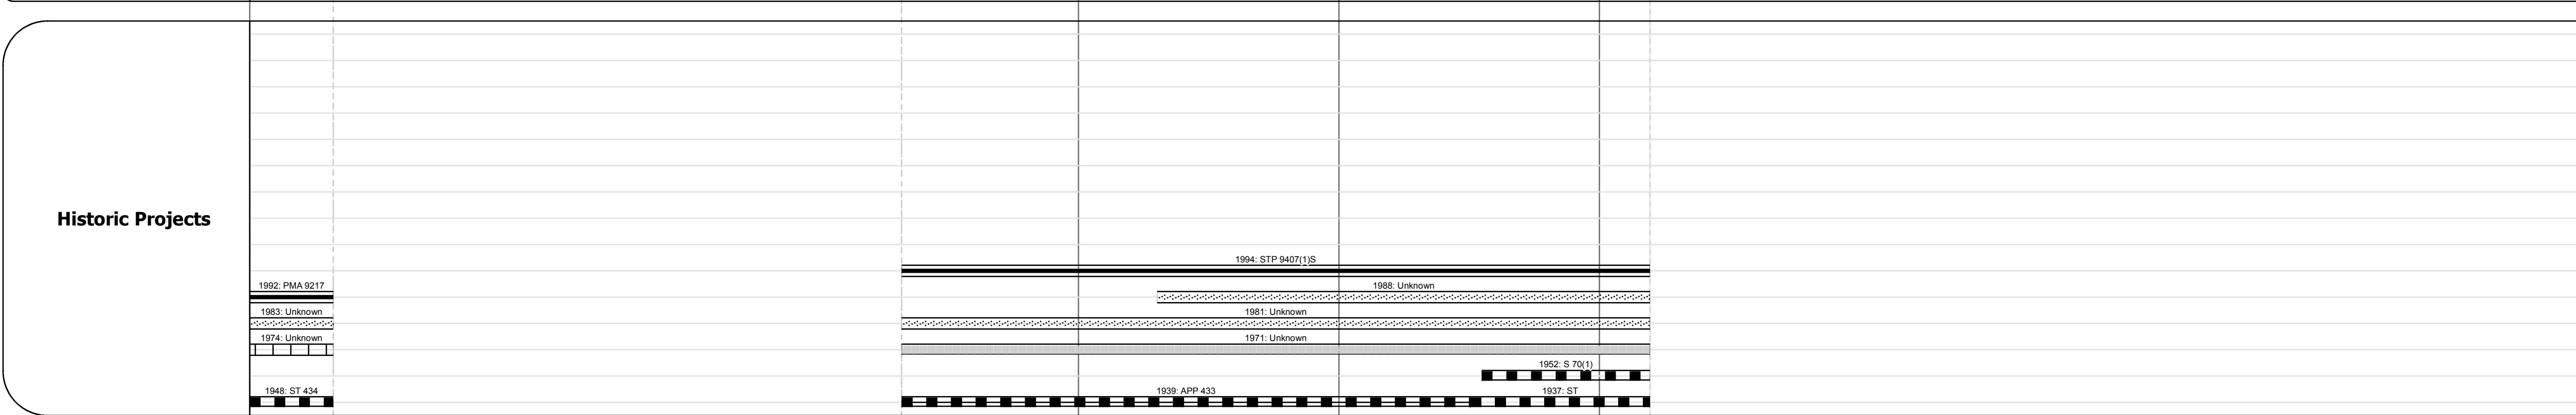 Historic Projects
1994: STP 9407(1)S
1992: PMA 9217
1988: Unknown
1983: Unknown
1981: Unknown
1974: Unknown
1971: Unknown
1952: S 70(1)
1948: ST 434
1939: APP 433
1937: ST